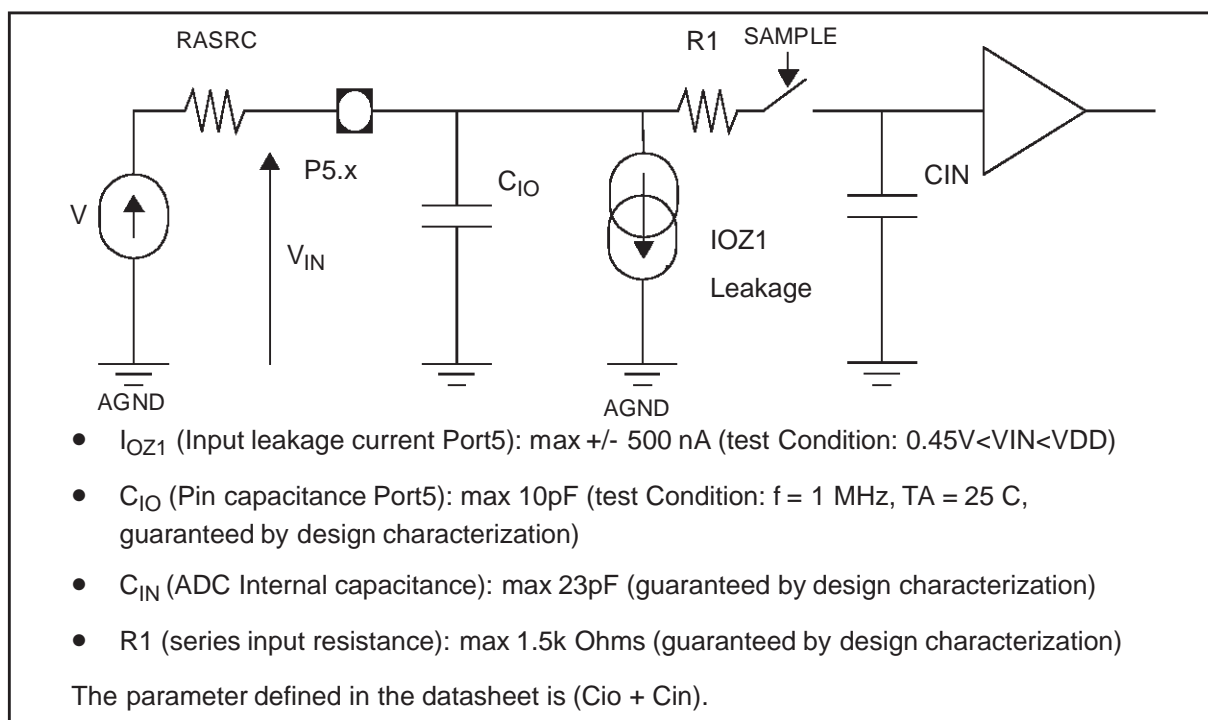 RASRC
R1 SAMPLE
P5.x
C_IO
CIN
V
V_IN
IOZ1
Leakage
AGND
AGND
• I_OZ1 (Input leakage current Port5): max +/- 500 nA (test Condition: 0.45V<VIN<VDD)
• C_IO (Pin capacitance Port5): max 10pF (test Condition: f = 1 MHz, TA = 25 C,
guaranteed by design characterization)
• C_IN (ADC Internal capacitance): max 23pF (guaranteed by design characterization)
• R1 (series input resistance): max 1.5k Ohms (guaranteed by design characterization)
The parameter defined in the datasheet is (Cio + Cin).